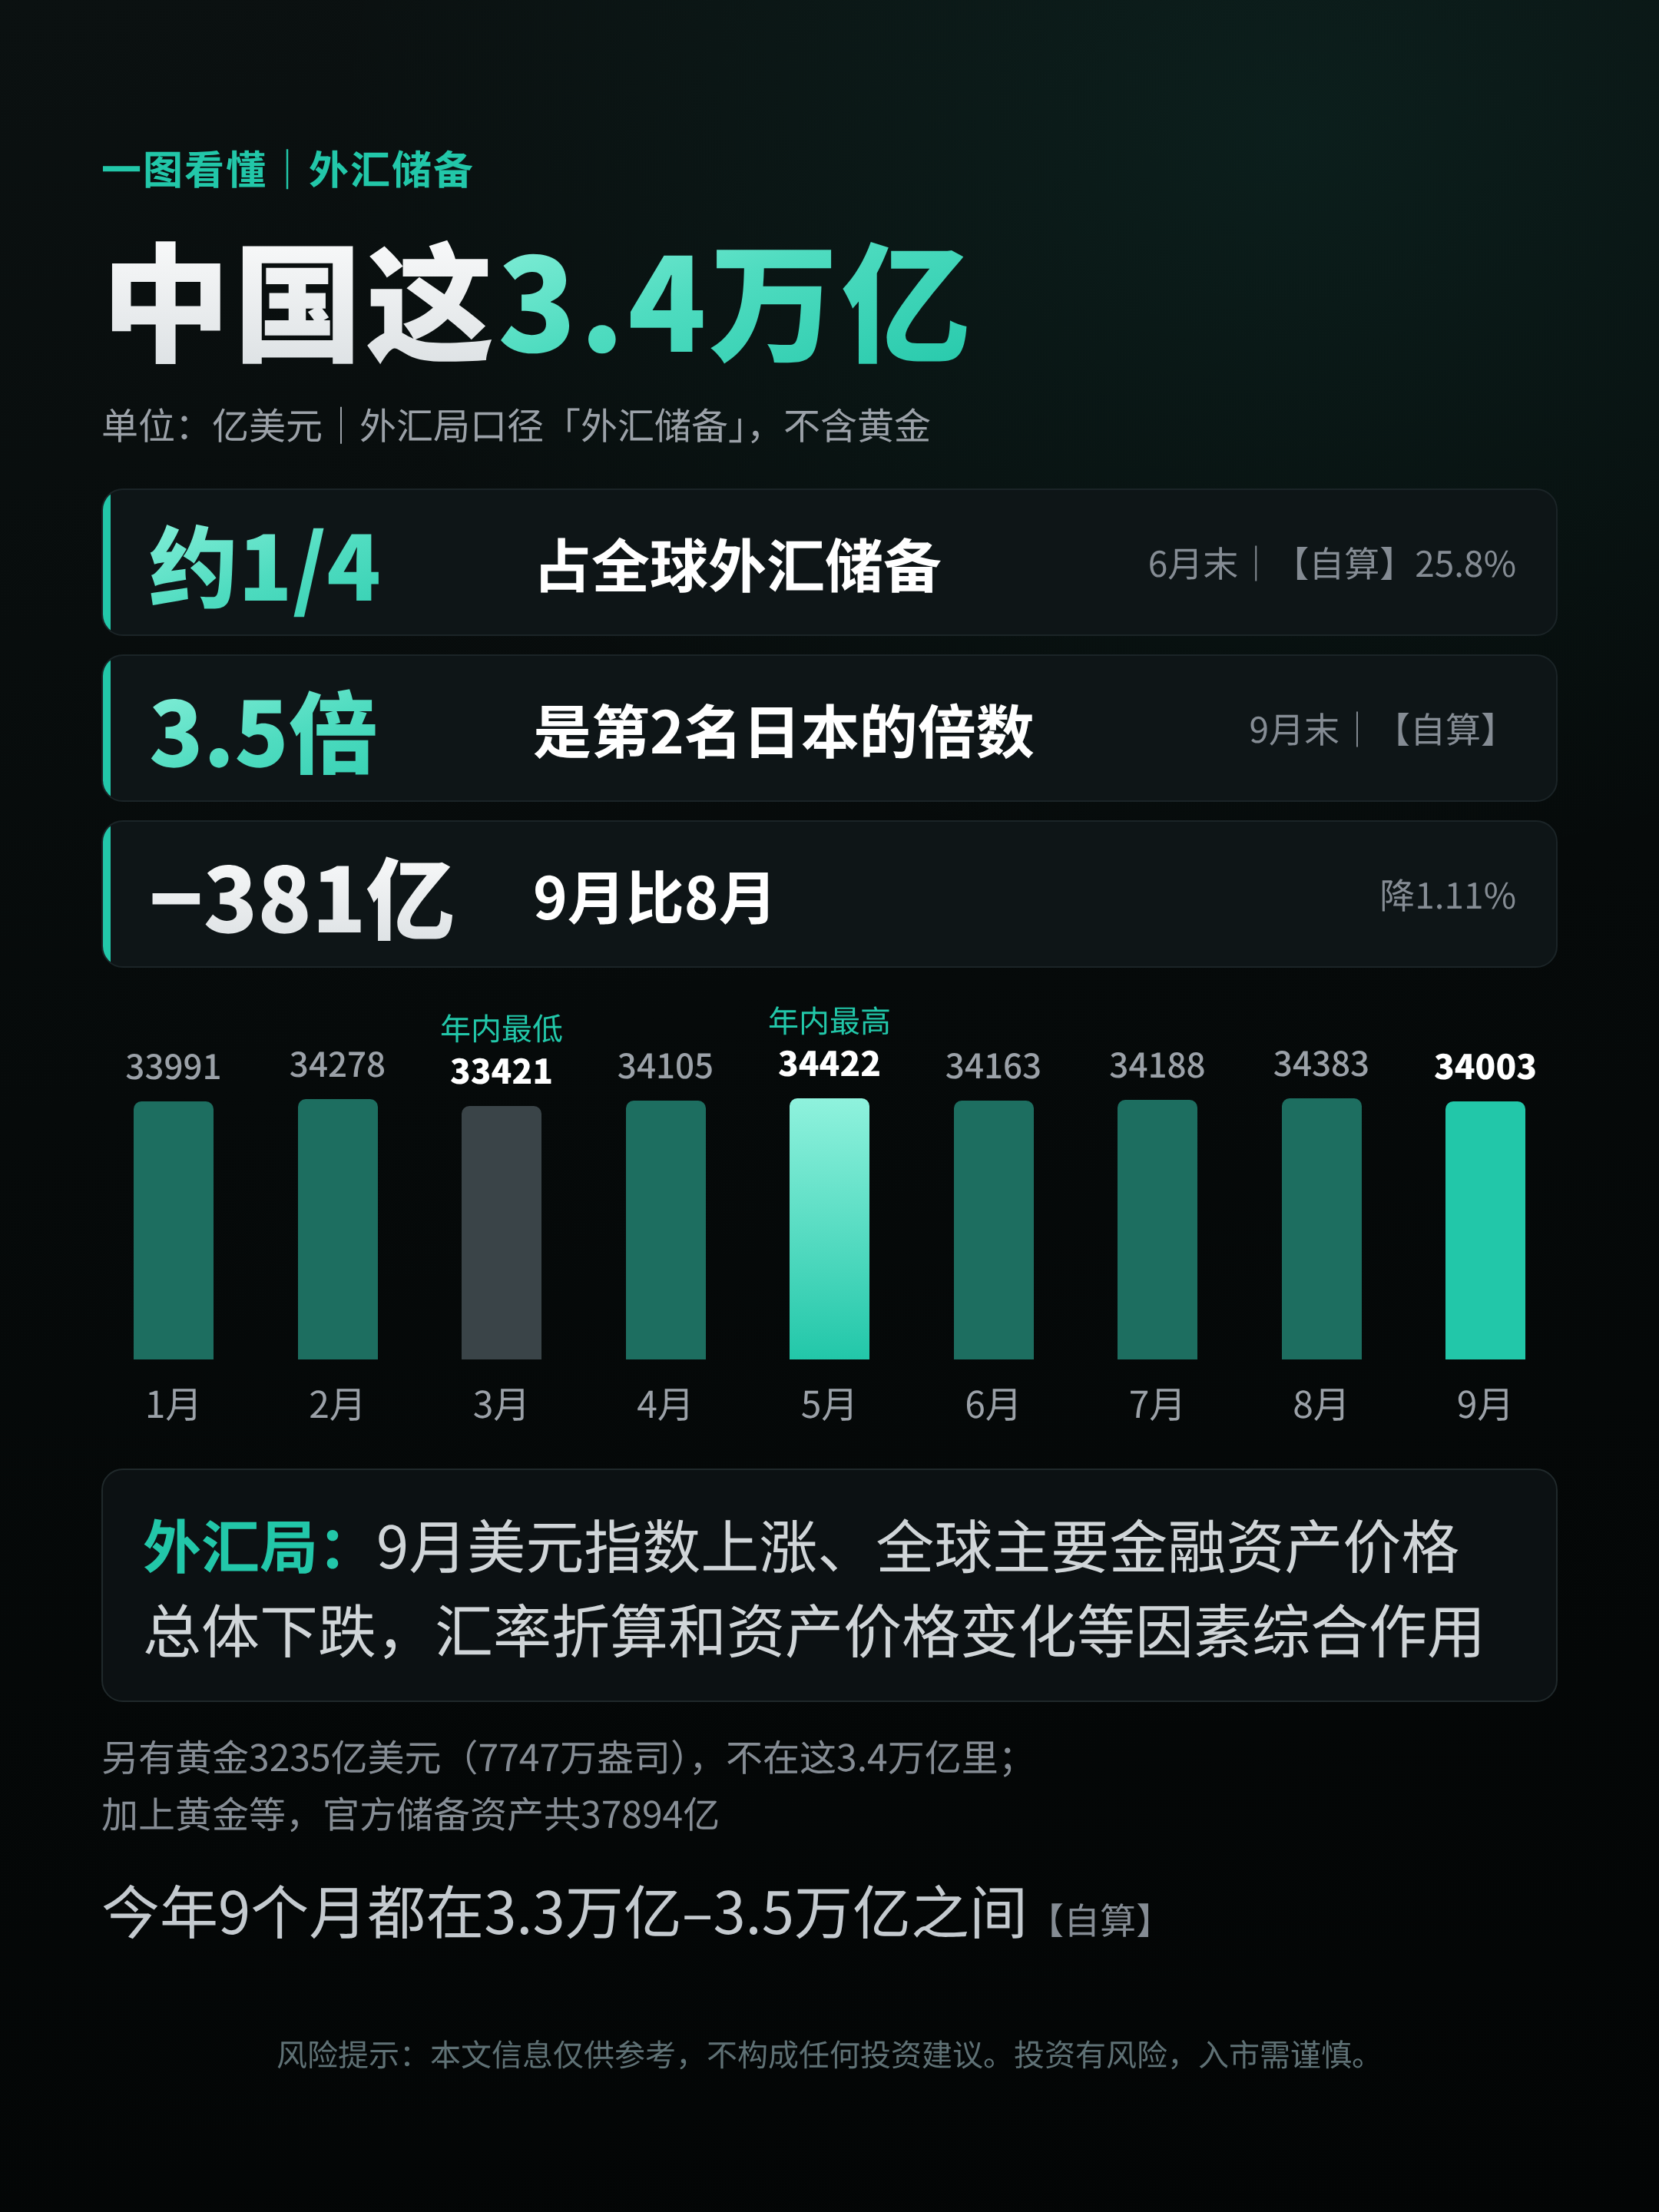 一图看懂｜外汇储备
中国这3.4万亿
单位：亿美元｜外汇局口径「外汇储备」，不含黄金
约1/4 占全球外汇储备 6月末｜【自算】25.8%
3.5倍 是第2名日本的倍数 9月末｜【自算】
−381亿 9月比8月 降1.11%
年内最低 年内最高
33991 34278 33421 34105 34422 34163 34188 34383 34003
1月 2月 3月 4月 5月 6月 7月 8月 9月
外汇局：9月美元指数上涨、全球主要金融资产价格
总体下跌，汇率折算和资产价格变化等因素综合作用
另有黄金3235亿美元（7747万盎司），不在这3.4万亿里；
加上黄金等，官方储备资产共37894亿
今年9个月都在3.3万亿–3.5万亿之间【自算】
风险提示：本文信息仅供参考，不构成任何投资建议。投资有风险，入市需谨慎。